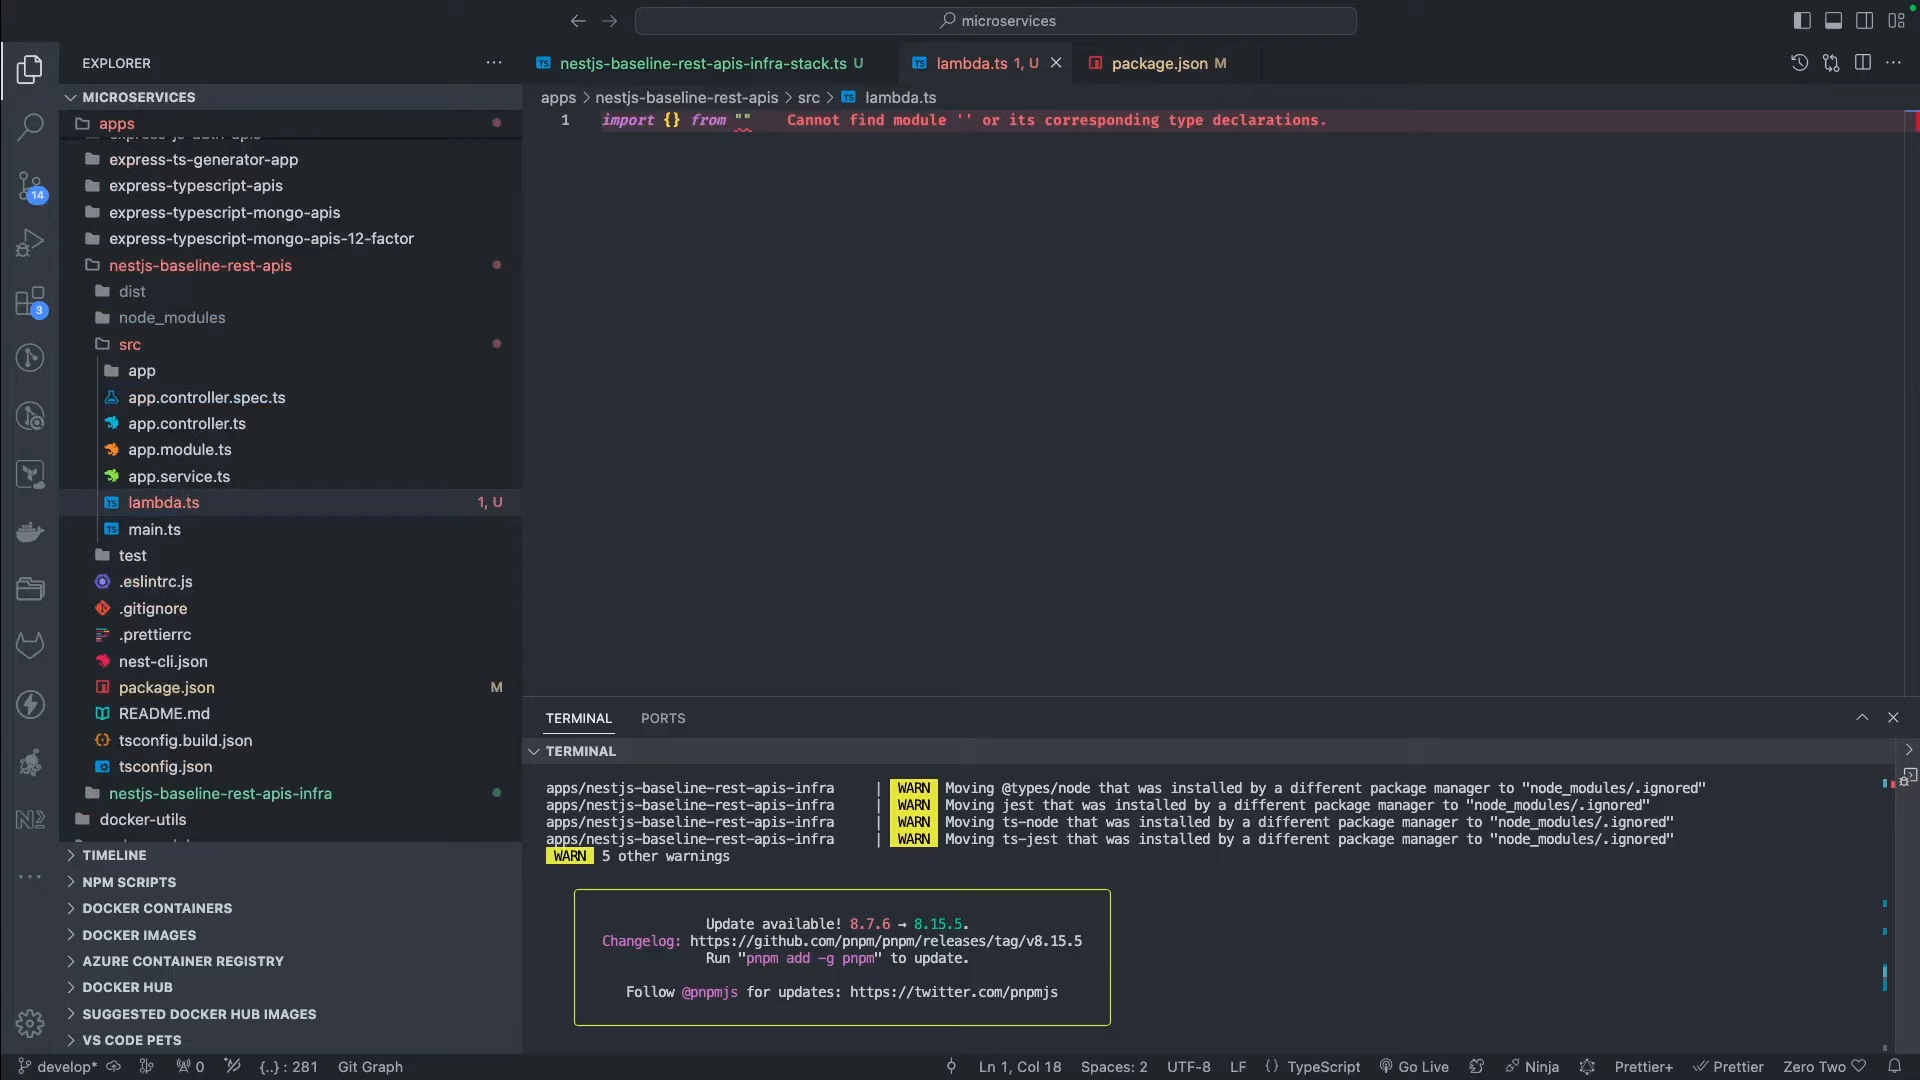 microservices
EXPLORER
nestjs-baseline-rest-apis-infra-stack.ts U
lambda.ts 1, U
package.json M
MICROSERVICES
apps > nestjs-baseline-rest-apis > src > lambda.ts
apps
1 import {} from "" Cannot find module '' or its corresponding type declarations.
express-ts-generator-app
express-typescript-apis
14
express-typescript-mongo-apis
express-typescript-mongo-apis-12-factor
nestjs-baseline-rest-apis
dist
3
node_modules
src
app
app.controller.spec.ts
app.controller.ts
app.module.ts
app.service.ts
lambda.ts 1, U
main.ts
test
.eslintrc.js
.gitignore
.prettierrc
nest-cli.json
package.json M
README.md
tsconfig.build.json
tsconfig.json
nestjs-baseline-rest-apis-infra
docker-utils
TIMELINE
NPM SCRIPTS
DOCKER CONTAINERS
DOCKER IMAGES
AZURE CONTAINER REGISTRY
DOCKER HUB
SUGGESTED DOCKER HUB IMAGES
VS CODE PETS
TERMINAL PORTS
TERMINAL
apps/nestjs-baseline-rest-apis-infra | WARN Moving @types/node that was installed by a different package manager to "node_modules/.ignored"
apps/nestjs-baseline-rest-apis-infra | WARN Moving jest that was installed by a different package manager to "node_modules/.ignored"
apps/nestjs-baseline-rest-apis-infra | WARN Moving ts-node that was installed by a different package manager to "node_modules/.ignored"
apps/nestjs-baseline-rest-apis-infra | WARN Moving ts-jest that was installed by a different package manager to "node_modules/.ignored"
WARN 5 other warnings
Update available! 8.7.6 → 8.15.5.
Changelog: https://github.com/pnpm/pnpm/releases/tag/v8.15.5
Run "pnpm add -g pnpm" to update.
Follow @pnpmjs for updates: https://twitter.com/pnpmjs
develop* 0 {..} : 281 Git Graph Ln 1, Col 18 Spaces: 2 UTF-8 LF {} TypeScript Go Live Ninja Prettier+ Prettier Zero Two